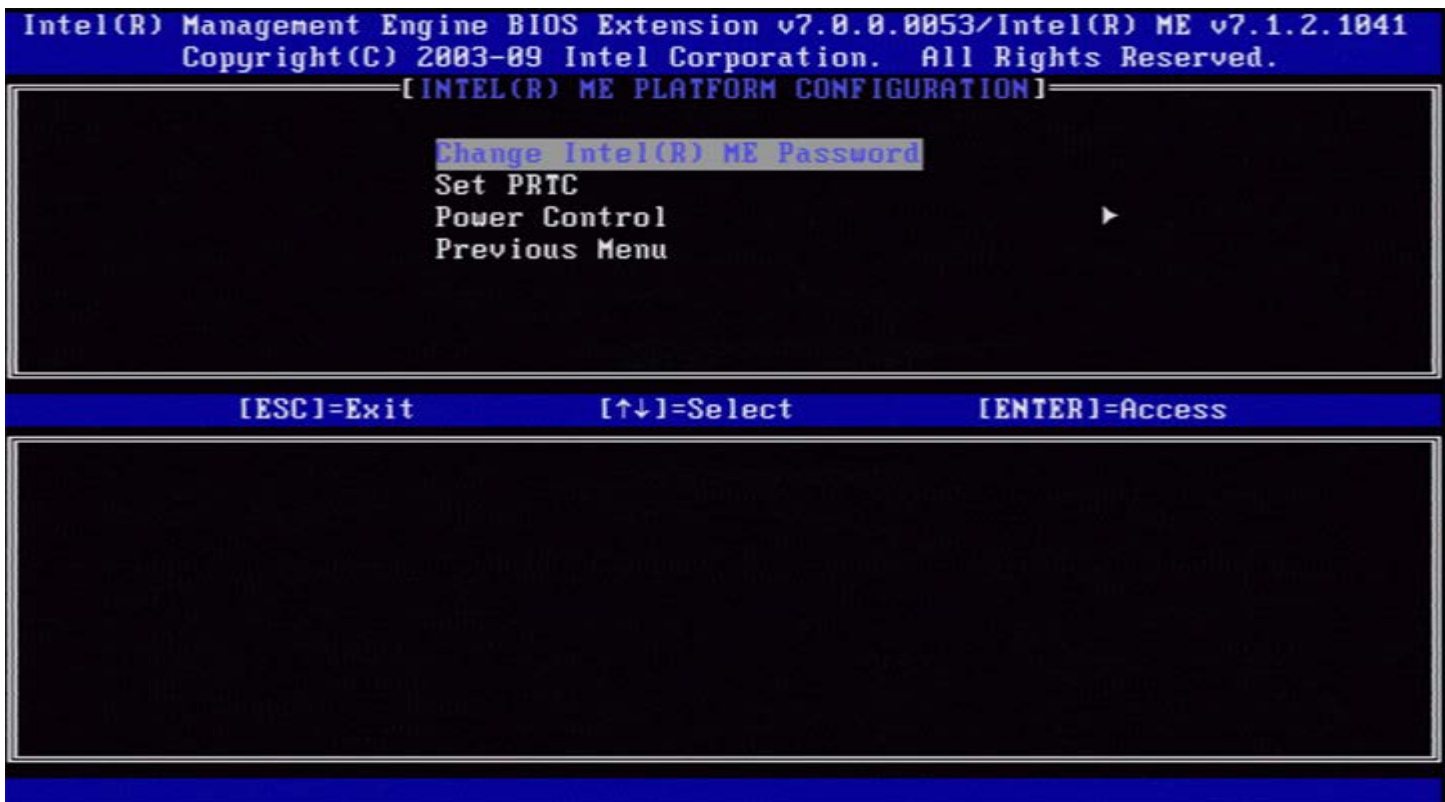 Intel(R) Management Engine BIOS Extension v7.0.0.0053/Intel(R) ME v7.1.2.1041
Copyright(C) 2003-09 Intel Corporation. All Rights Reserved.
[INTEL(R) ME PLATFORM CONFIGURATION]
Change Intel(R) ME Password
Set PRTC
Power Control ►
Previous Menu
[ESC]=Exit [↑↓]=Select [ENTER]=Access